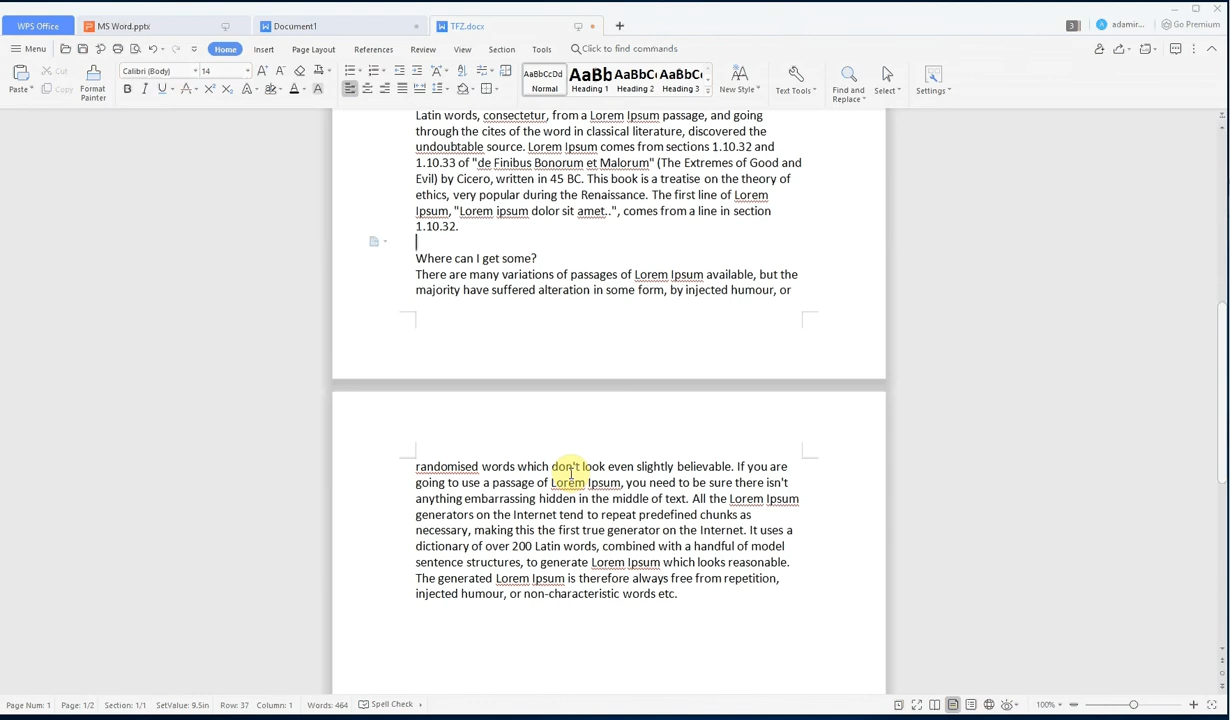 WPS Office MS Word.pptx Document1 TFZ.docx + 3 adamir... Go Premium
Menu Home Insert Page Layout References Review View Section Tools Click to find commands
Paste Cut Copy Format Painter Calibri (Body) 14 AaBbCcDd Normal AaBb Heading 1 AaBbC Heading 2 AaBbC Heading 3 New Style Text Tools Find and Replace Select Settings
Latin words, consectetur, from a Lorem Ipsum passage, and going
through the cites of the word in classical literature, discovered the
undoubtable source. Lorem Ipsum comes from sections 1.10.32 and
1.10.33 of "de Finibus Bonorum et Malorum" (The Extremes of Good and
Evil) by Cicero, written in 45 BC. This book is a treatise on the theory of
ethics, very popular during the Renaissance. The first line of Lorem
Ipsum, "Lorem ipsum dolor sit amet..", comes from a line in section
1.10.32.
Where can I get some?
There are many variations of passages of Lorem Ipsum available, but the
majority have suffered alteration in some form, by injected humour, or
randomised words which don't look even slightly believable. If you are
going to use a passage of Lorem Ipsum, you need to be sure there isn't
anything embarrassing hidden in the middle of text. All the Lorem Ipsum
generators on the Internet tend to repeat predefined chunks as
necessary, making this the first true generator on the Internet. It uses a
dictionary of over 200 Latin words, combined with a handful of model
sentence structures, to generate Lorem Ipsum which looks reasonable.
The generated Lorem Ipsum is therefore always free from repetition,
injected humour, or non-characteristic words etc.
Page Num: 1 Page: 1/2 Section: 1/1 SetValue: 9.5in Row: 37 Column: 1 Words: 464 Spell Check 100%